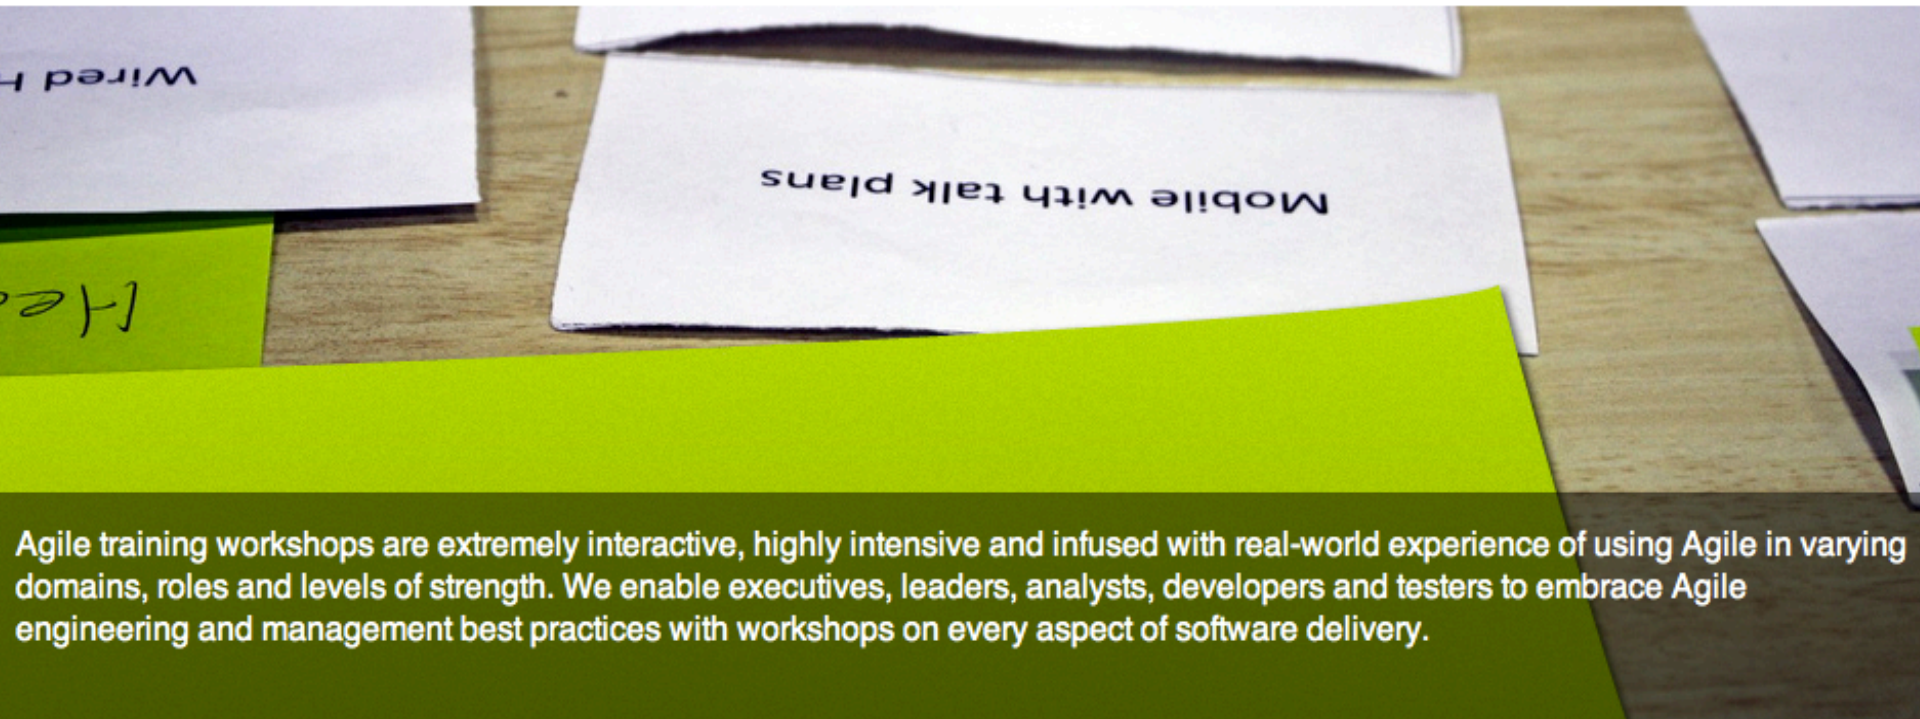 Wired H
Mobile with talk plans
Hea
Agile training workshops are extremely interactive, highly intensive and infused with real-world experience of using Agile in varying
domains, roles and levels of strength. We enable executives, leaders, analysts, developers and testers to embrace Agile
engineering and management best practices with workshops on every aspect of software delivery.